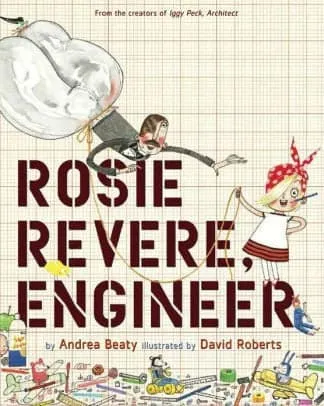 From the creators of Iggy Peck, Architect
ROSIE
REVERE,
ENGINEER
by Andrea Beaty illustrated by David Roberts